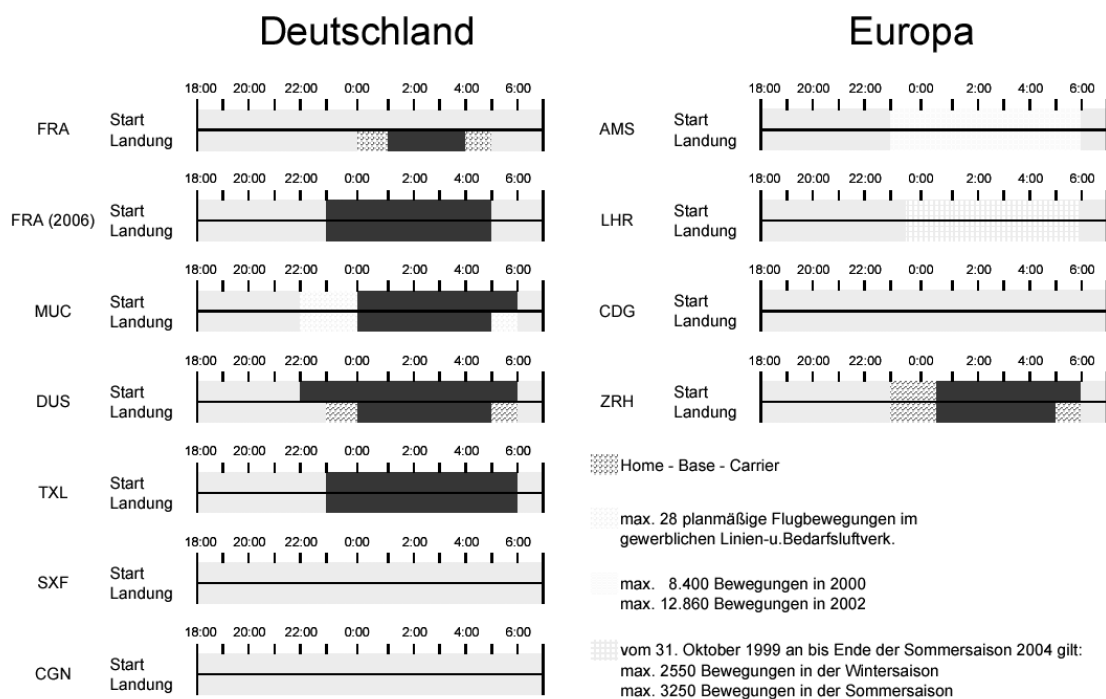 Deutschland
18:00 20:00 22:00 0:00 2:00 4:00 6:00
FRA
Start
Landung
18:00 20:00 22:00 0:00 2:00 4:00 6:00
FRA (2006)
Start
Landung
18:00 20:00 22:00 0:00 2:00 4:00 6:00
MUC
Start
Landung
18:00 20:00 22:00 0:00 2:00 4:00 6:00
DUS
Start
Landung
18:00 20:00 22:00 0:00 2:00 4:00 6:00
TXL
Start
Landung
18:00 20:00 22:00 0:00 2:00 4:00 6:00
SXF
Start
Landung
18:00 20:00 22:00 0:00 2:00 4:00 6:00
CGN
Start
Landung
Europa
18:00 20:00 22:00 0:00 2:00 4:00 6:00
AMS
Start
Landung
18:00 20:00 22:00 0:00 2:00 4:00 6:00
LHR
Start
Landung
18:00 20:00 22:00 0:00 2:00 4:00 6:00
CDG
Start
Landung
18:00 20:00 22:00 0:00 2:00 4:00 6:00
ZRH
Start
Landung
Home - Base - Carrier
max. 28 planmäßige Flugbewegungen im
gewerblichen Linien-u.Bedarfsluftverk.
max. 8.400 Bewegungen in 2000
max. 12.860 Bewegungen in 2002
vom 31. Oktober 1999 an bis Ende der Sommersaison 2004 gilt:
max. 2550 Bewegungen in der Wintersaison
max. 3250 Bewegungen in der Sommersaison